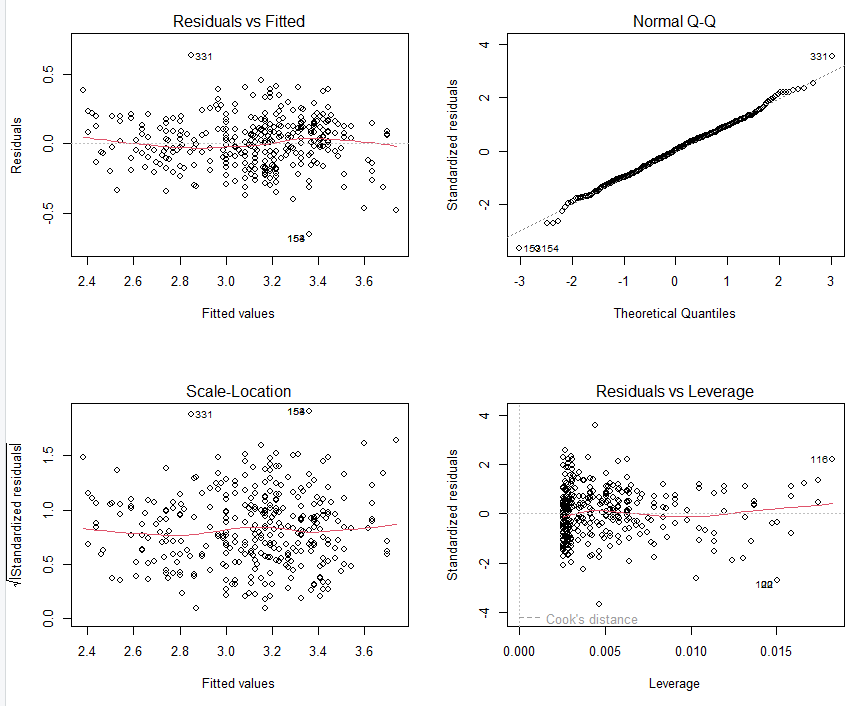 Residuals vs Fitted
Residuals
-0.5 0.0 0.5
331
2.4 2.6 2.8 3.0 3.2 3.4 3.6
Fitted values
Normal Q-Q
Standardized residuals
-2 0 2 4
331
-3 -2 -1 0 1 2 3
Theoretical Quantiles
Scale-Location
√|Standardized residuals|
0.0 0.5 1.0 1.5
331
2.4 2.6 2.8 3.0 3.2 3.4 3.6
Fitted values
Residuals vs Leverage
Standardized residuals
-4 -2 0 2 4
116
Cook's distance
0.000 0.005 0.010 0.015
Leverage